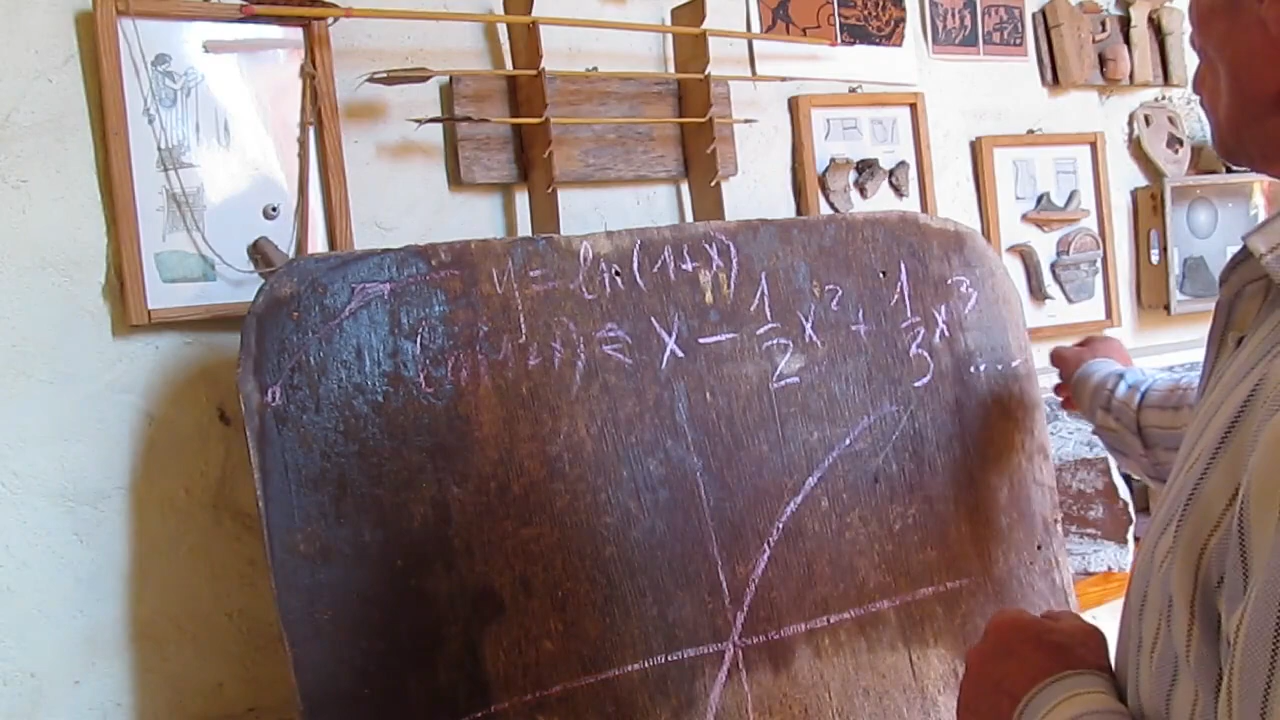 y = ln(1+x)
ln(1+x) ≈ x - 1/2 x² + 1/3 x³ ...